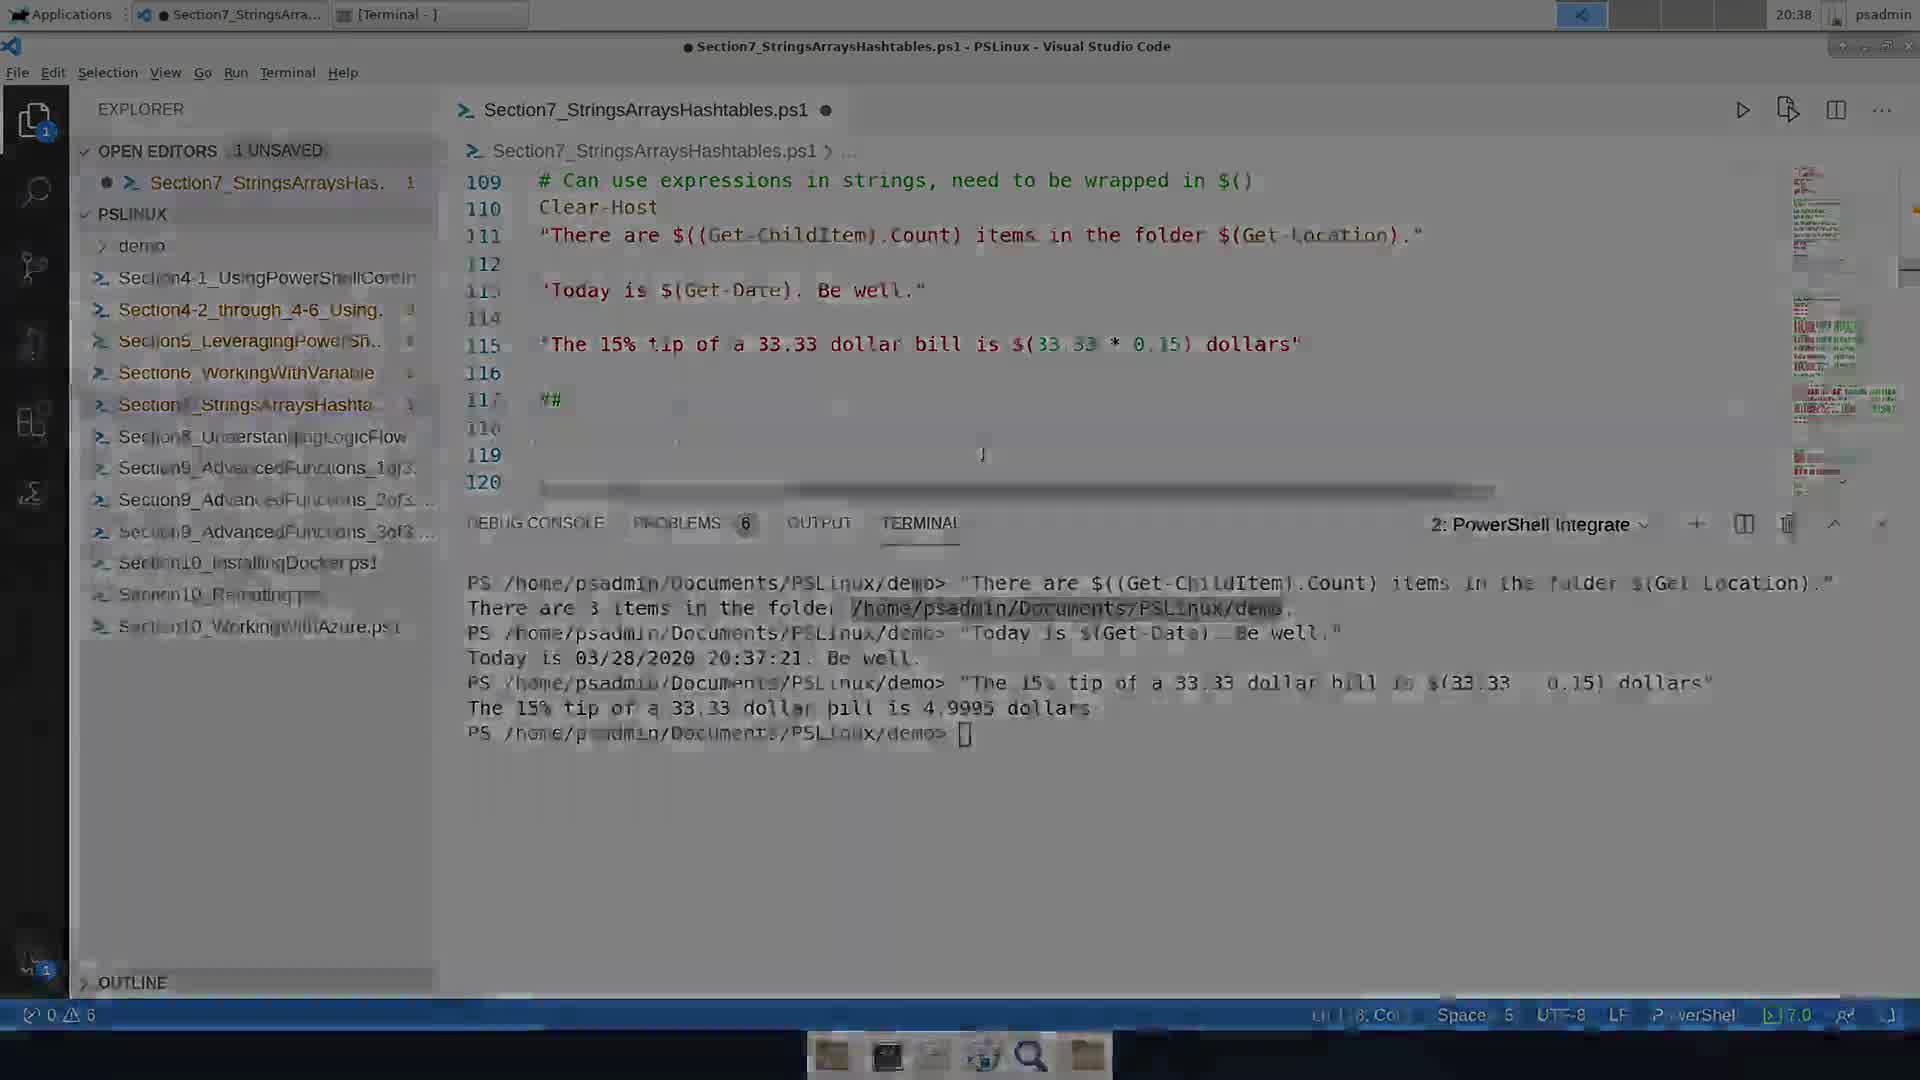 Applications
Section7_StringsArra...
[Terminal - ]
20:38
psadmin
● Section7_StringsArraysHashtables.ps1 - PSLinux - Visual Studio Code
File Edit Selection View Go Run Terminal Help
EXPLORER
OPEN EDITORS 1 UNSAVED
Section7_StringsArraysHas... 1
PSLINUX
demo
Section4-1_UsingPowerShellCoreIn
Section4-2_through_4-6_Using...
Section5_LeveragingPowerSh...
Section6_WorkingWithVariable
Section7_StringsArraysHashta...
Section8_UnderstandingLogicFlow
Section9_AdvancedFunctions_1of3...
Section9_AdvancedFunctions_2of3...
Section9_AdvancedFunctions_3of3...
Section10_InstallingDocker.ps1
Section10_Remoting.ps1
Section10_WorkingWithAzure.ps1
OUTLINE
Section7_StringsArraysHashtables.ps1 ●
Section7_StringsArraysHashtables.ps1 > ...
109 # Can use expressions in strings, need to be wrapped in $()
110 Clear-Host
111 "There are $((Get-ChildItem).Count) items in the folder $(Get-Location)."
112
113 "Today is $(Get-Date). Be well."
114
115 "The 15% tip of a 33.33 dollar bill is $(33.33 * 0.15) dollars"
116
117 ##
118
119
120
DEBUG CONSOLE PROBLEMS 6 OUTPUT TERMINAL
2: PowerShell Integrate
PS /home/psadmin/Documents/PSLinux/demo> "There are $((Get-ChildItem).Count) items in the folder $(Get-Location)."
There are 3 items in the folder /home/psadmin/Documents/PSLinux/demo.
PS /home/psadmin/Documents/PSLinux/demo> "Today is $(Get-Date). Be well."
Today is 03/28/2020 20:37:21. Be well.
PS /home/psadmin/Documents/PSLinux/demo> "The 15% tip of a 33.33 dollar bill is $(33.33 * 0.15) dollars"
The 15% tip of a 33.33 dollar bill is 4.9995 dollars
PS /home/psadmin/Documents/PSLinux/demo>
0 6
UTF-8 LF PowerShell 7.0